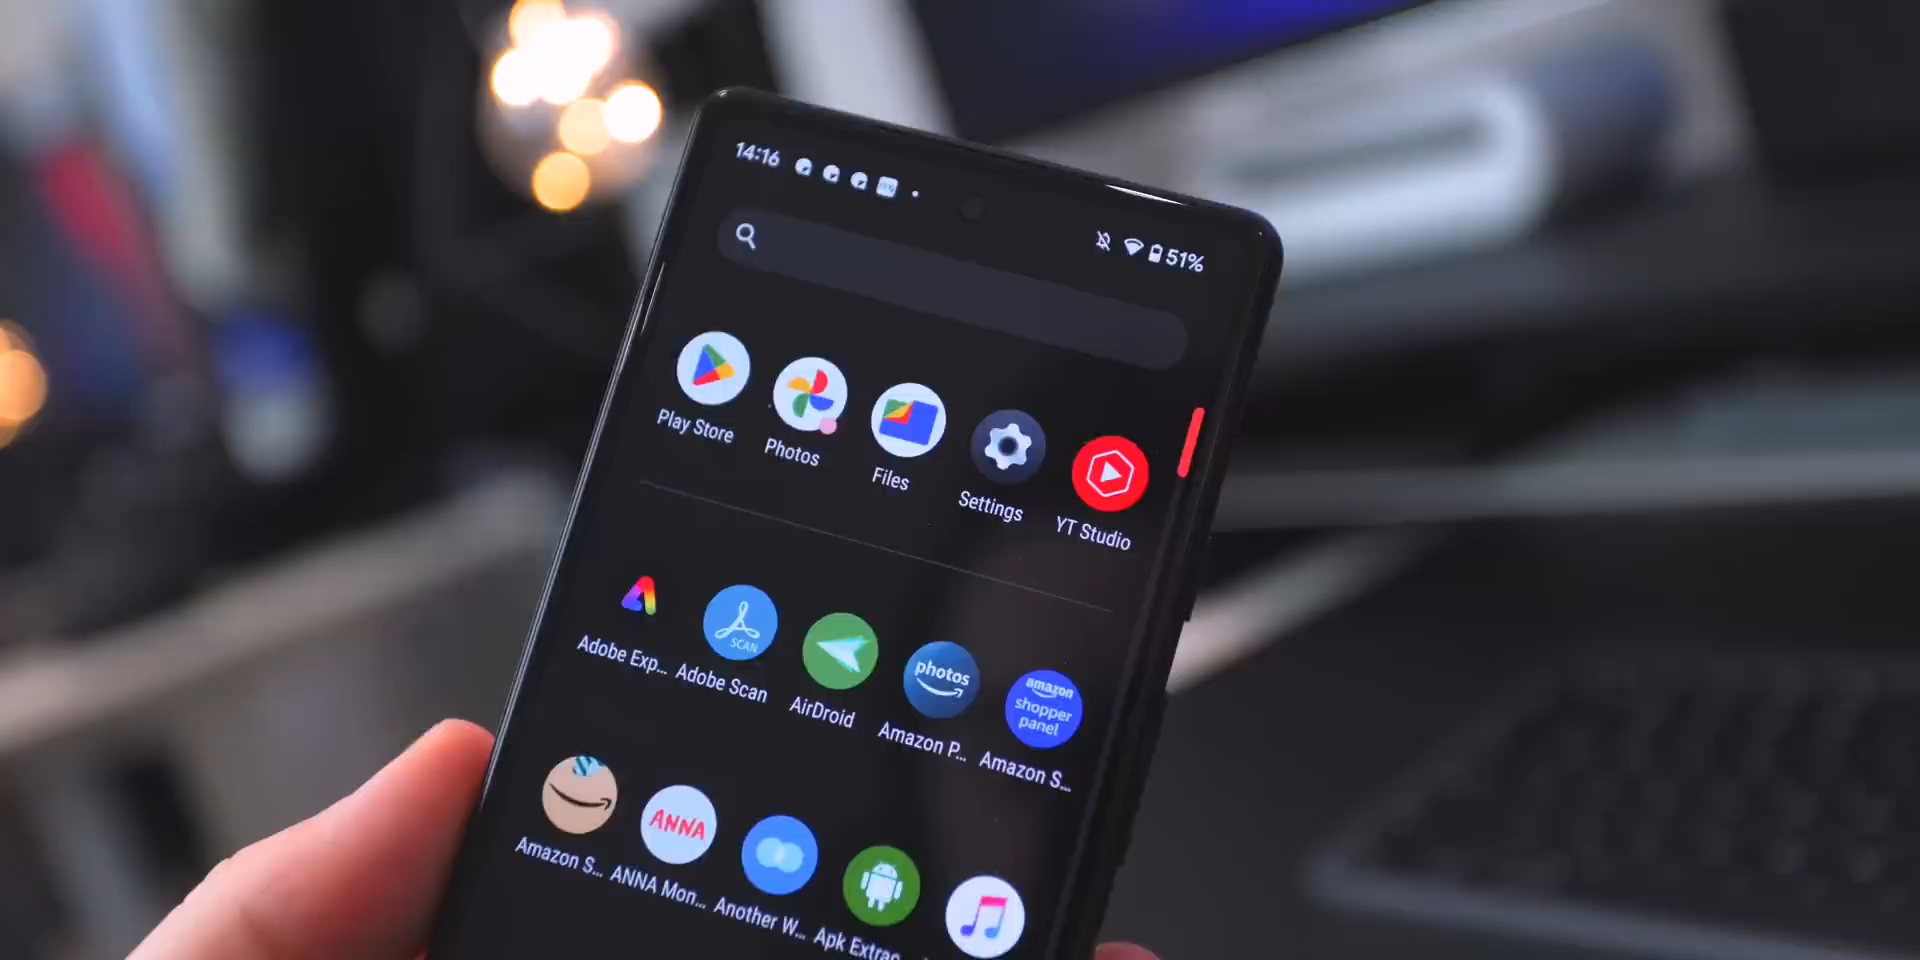 14:16
51%
Play Store
Photos
Files
Settings
YT Studio
SCAN
photos
amazon
shopper
panel
Adobe Exp...
Adobe Scan
AirDroid
Amazon P...
Amazon S...
ANNA
Amazon S...
ANNA Mon...
Another W...
Apk Extrac